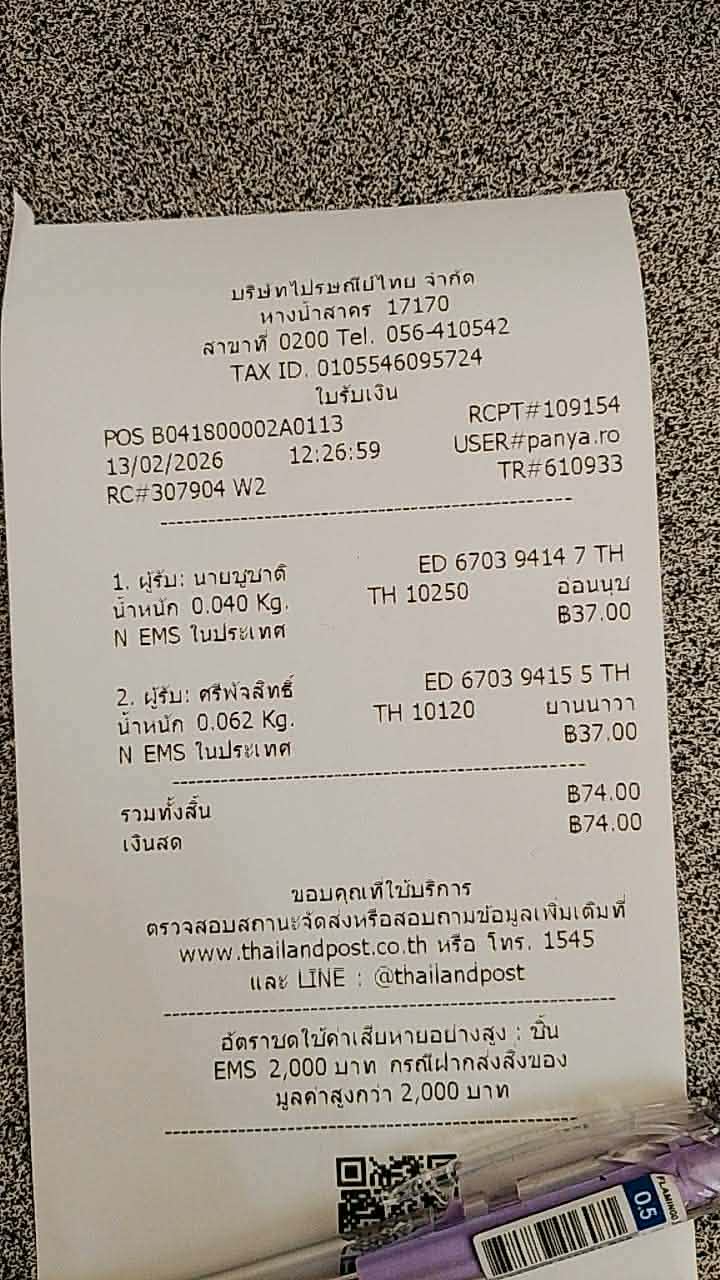 บริษัทไปรษณีย์ไทย จำกัด
หางน้ำสาคร 17170
สาขาที่ 0200 Tel. 056-410542
TAX ID. 0105546095724
ใบรับเงิน
POS B041800002A0113 RCPT#109154
13/02/2026 12:26:59 USER#panya.ro
RC#307904 W2 TR#610933
1. ผู้รับ: นายชูชาติ ED 6703 9414 7 TH
น้ำหนัก 0.040 Kg. TH 10250 อ่อนนุช
N EMS ในประเทศ ฿37.00
2. ผู้รับ: ศรีพัจสิทธิ์ ED 6703 9415 5 TH
น้ำหนัก 0.062 Kg. TH 10120 ยานนาวา
N EMS ในประเทศ ฿37.00
รวมทั้งสิ้น ฿74.00
เงินสด ฿74.00
ขอบคุณที่ใช้บริการ
ตรวจสอบสถานะจัดส่งหรือสอบถามข้อมูลเพิ่มเติมที่
www.thailandpost.co.th หรือ โทร. 1545
และ LINE : @thailandpost
อัตราชดใช้ค่าเสียหายอย่างสูง : ชิ้น
EMS 2,000 บาท กรณีฝากส่งสิ่งของ
มูลค่าสูงกว่า 2,000 บาท
FLAMINGO
0.5